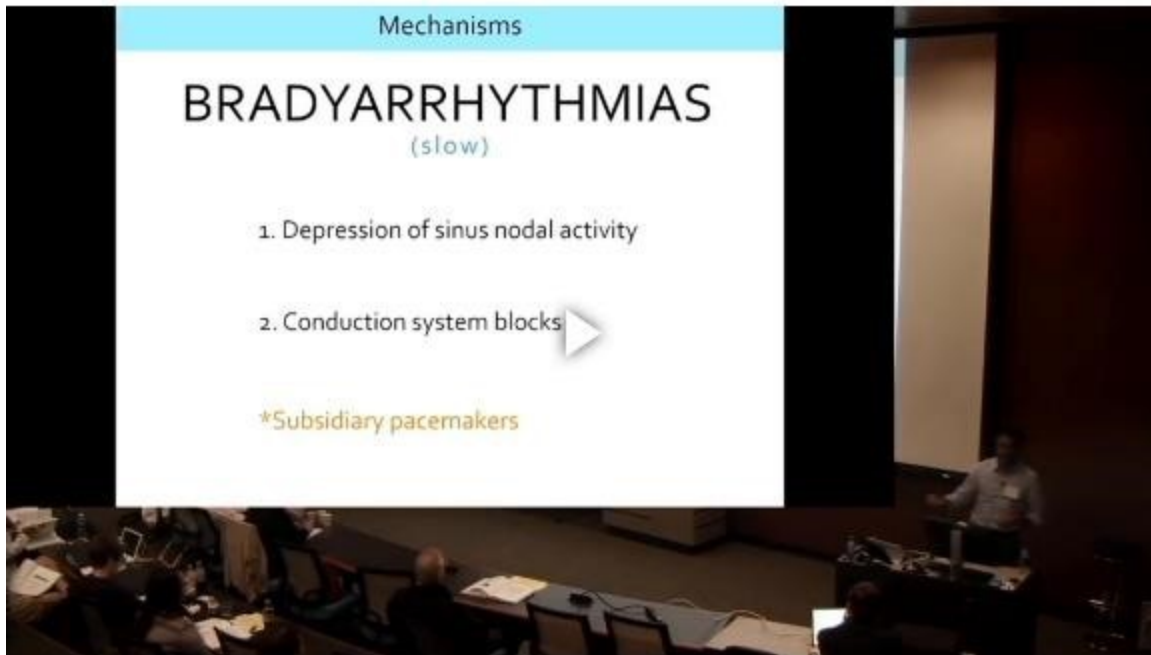 Mechanisms
BRADYARRHYTHMIAS
(slow)
1. Depression of sinus nodal activity
2. Conduction system blocks
*Subsidiary pacemakers